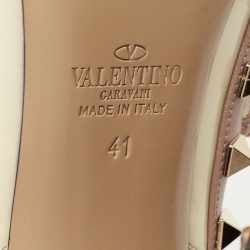 VALENTINO
GARAVANI
MADE IN ITALY
41